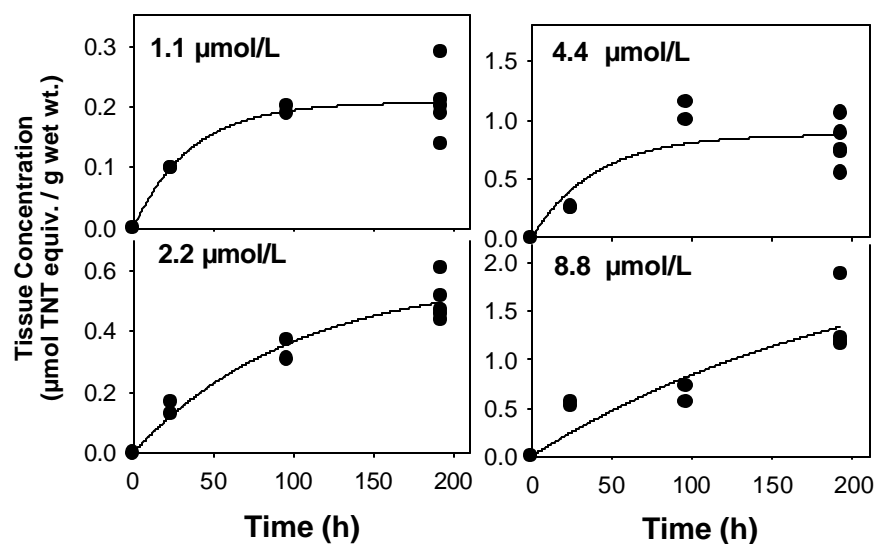 Tissue Concentration
(µmol TNT equiv. / g wet wt.)
1.1 µmol/L
0.3
0.2
0.1
0.0
4.4 µmol/L
1.5
1.0
0.5
0.0
2.2 µmol/L
0.6
0.4
0.2
0.0
0 50 100 150 200
Time (h)
8.8 µmol/L
2.0
1.5
1.0
0.5
0.0
0 50 100 150 200
Time (h)